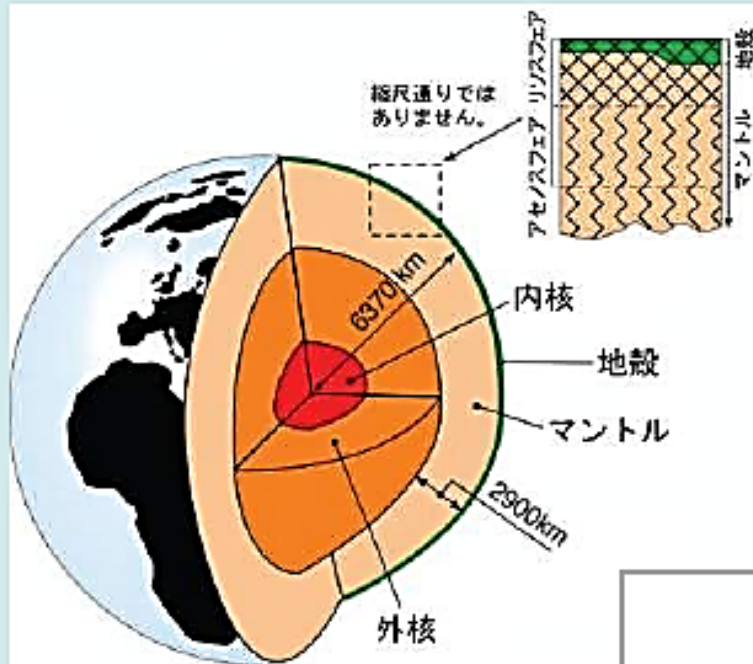 縮尺通りでは
ありません。
リソスフェア
アセノスフェア
地殻
マントル
6370 km
内核
地殻
マントル
2900km
外核